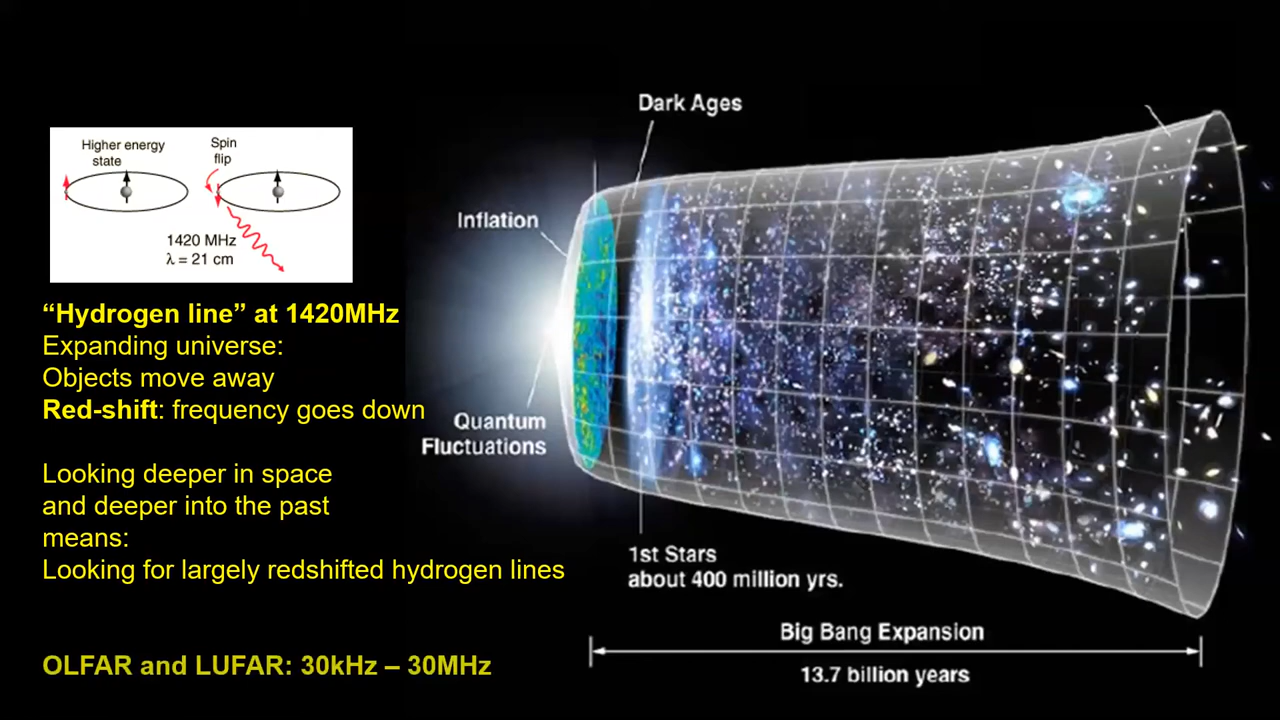 Dark Ages
Higher energy
state
Spin
flip
1420 MHz
λ = 21 cm
Inflation
“Hydrogen line” at 1420MHz
Expanding universe:
Objects move away
Red-shift: frequency goes down
Quantum
Fluctuations
Looking deeper in space
and deeper into the past
means:
Looking for largely redshifted hydrogen lines
1st Stars
about 400 million yrs.
Big Bang Expansion
13.7 billion years
OLFAR and LUFAR: 30kHz – 30MHz